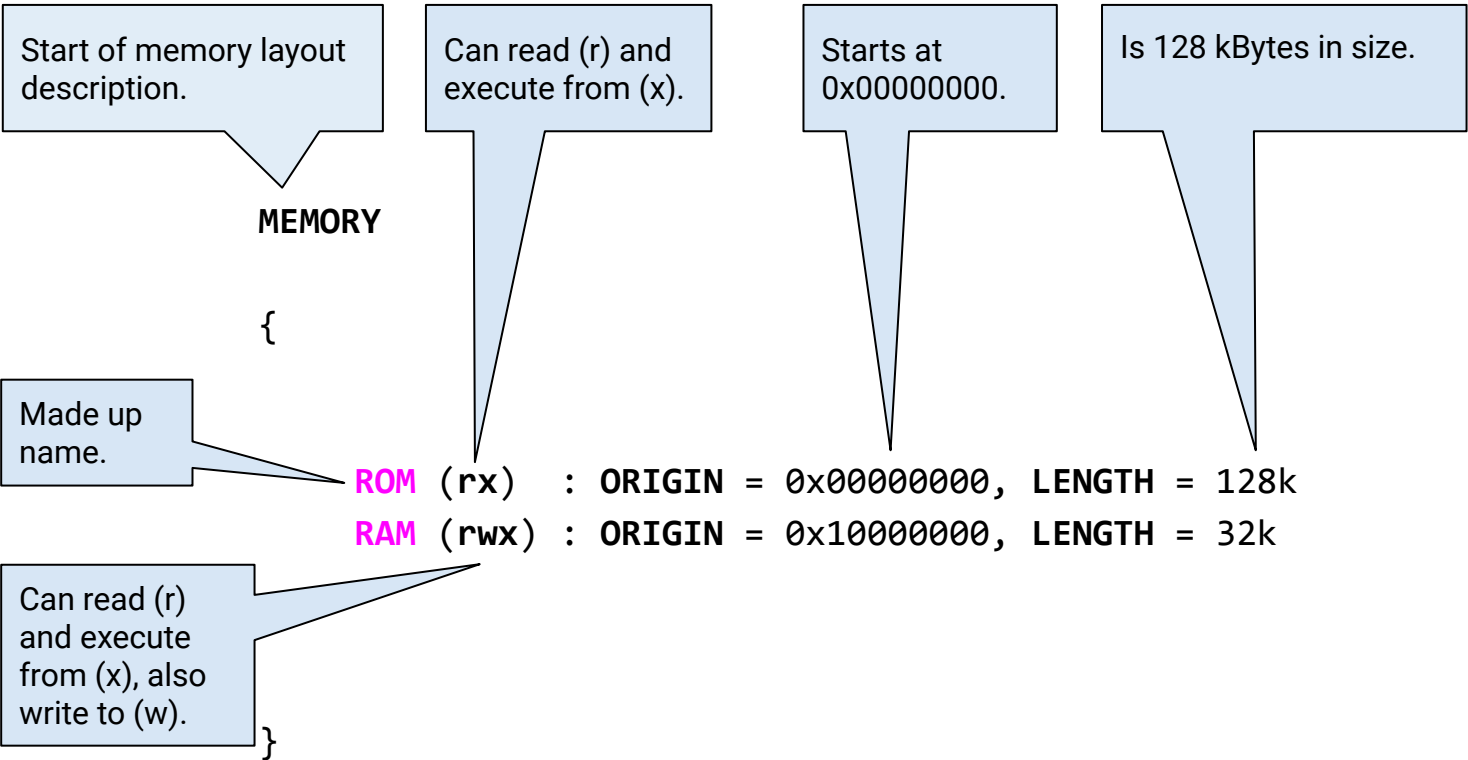 Start of memory layout
description.
Can read (r) and
execute from (x).
Starts at
0x00000000.
Is 128 kBytes in size.
MEMORY
{
Made up
name.
ROM (rx)  : ORIGIN = 0x00000000, LENGTH = 128k
RAM (rwx) : ORIGIN = 0x10000000, LENGTH = 32k
Can read (r)
and execute
from (x), also
write to (w).
}